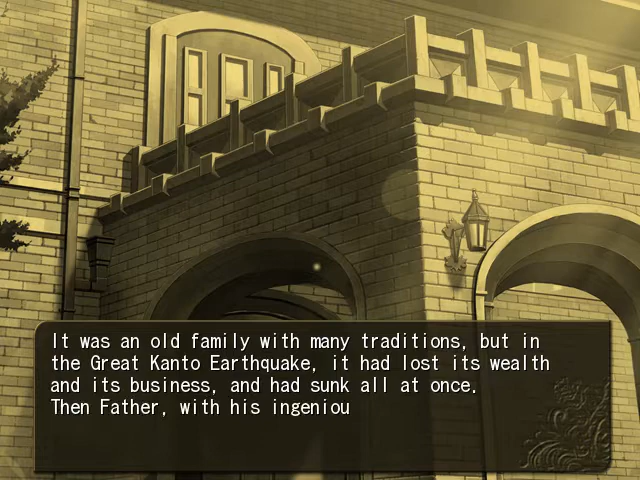 It was an old family with many traditions, but in
the Great Kanto Earthquake, it had lost its wealth
and its business, and had sunk all at once.
Then Father, with his ingeniou